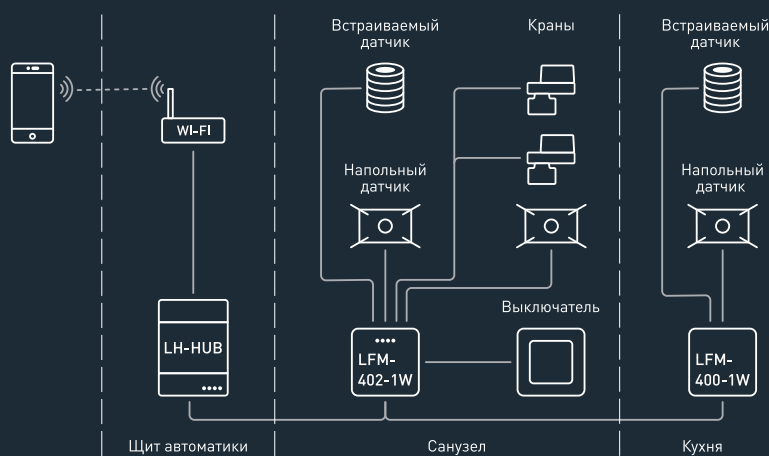 Встраиваемый
датчик
Краны
Встраиваемый
датчик
WI-FI
Напольный
датчик
Напольный
датчик
Выключатель
LH-HUB
LFM-
402-1W
LFM-
400-1W
Щит автоматики
Санузел
Кухня